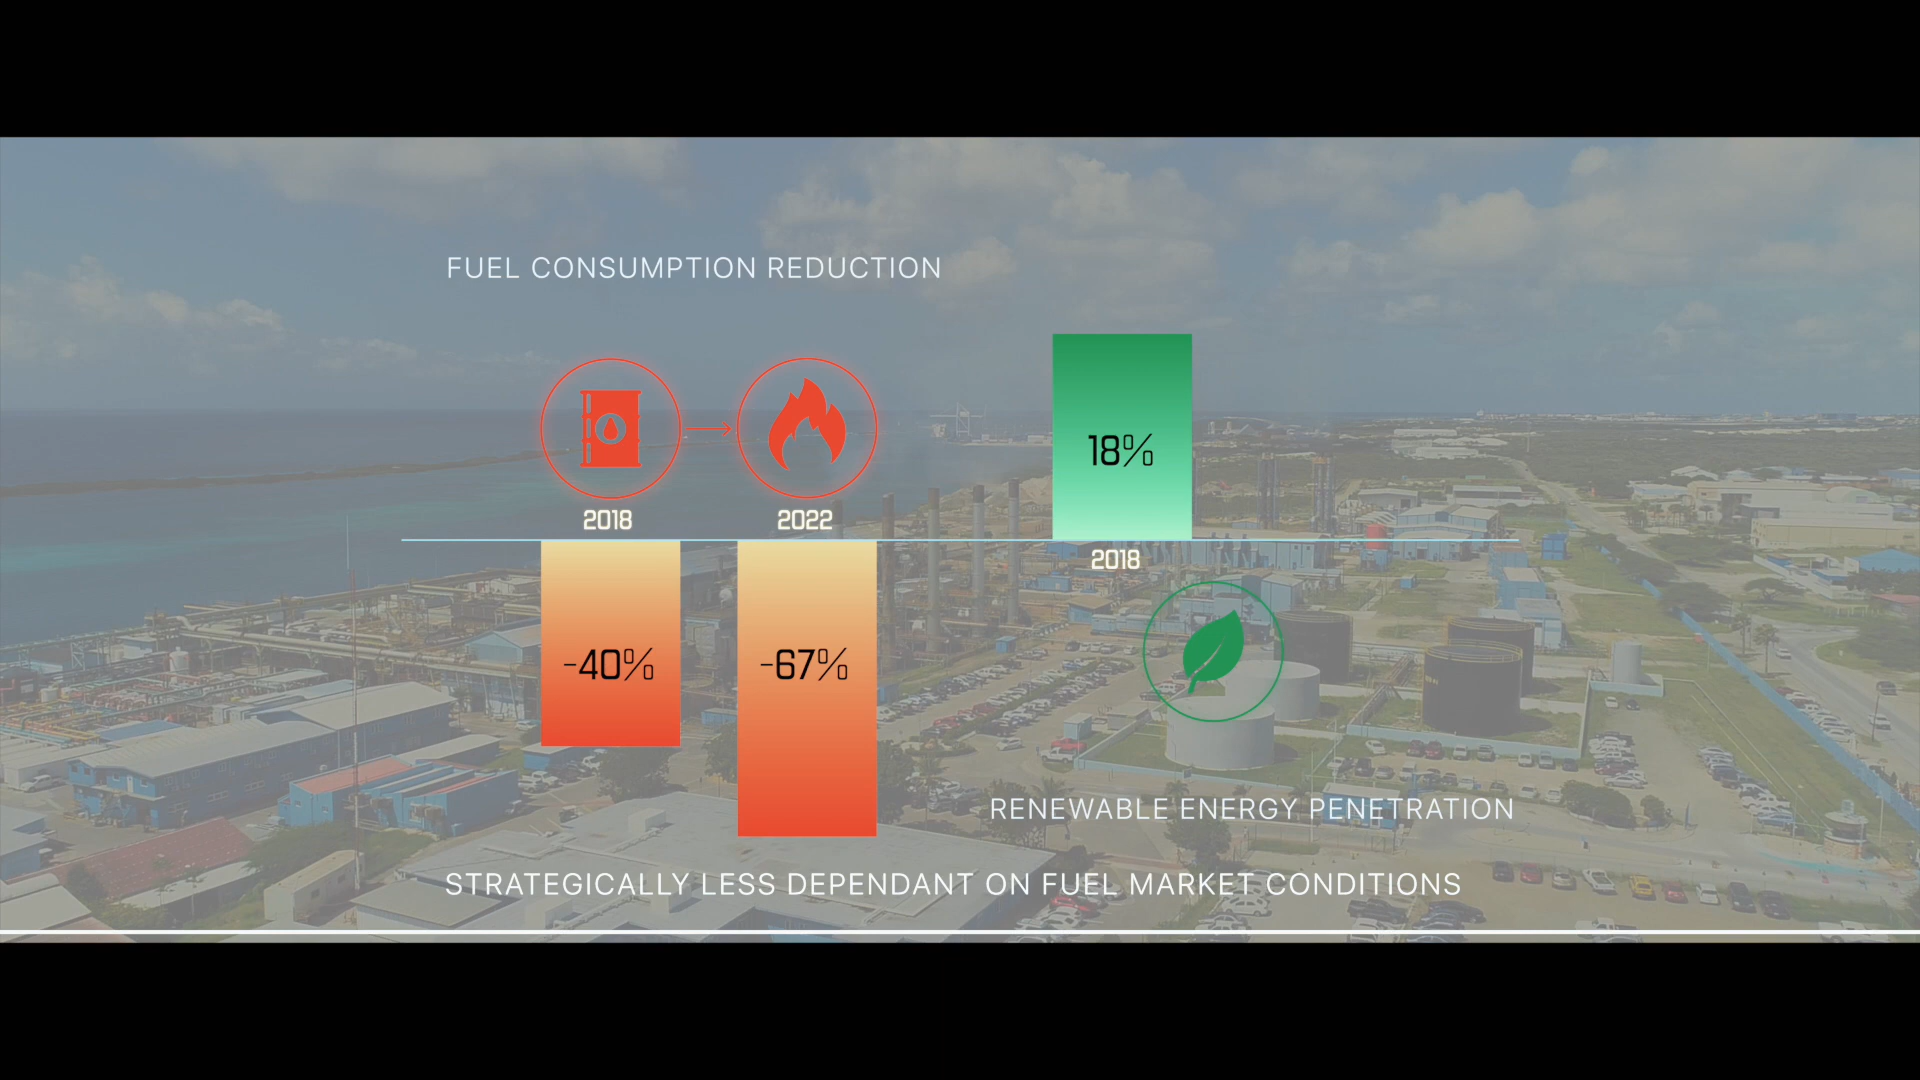 FUEL CONSUMPTION REDUCTION
18%
2018
2022
2018
-40%
-67%
RENEWABLE ENERGY PENETRATION
STRATEGICALLY LESS DEPENDANT ON FUEL MARKET CONDITIONS